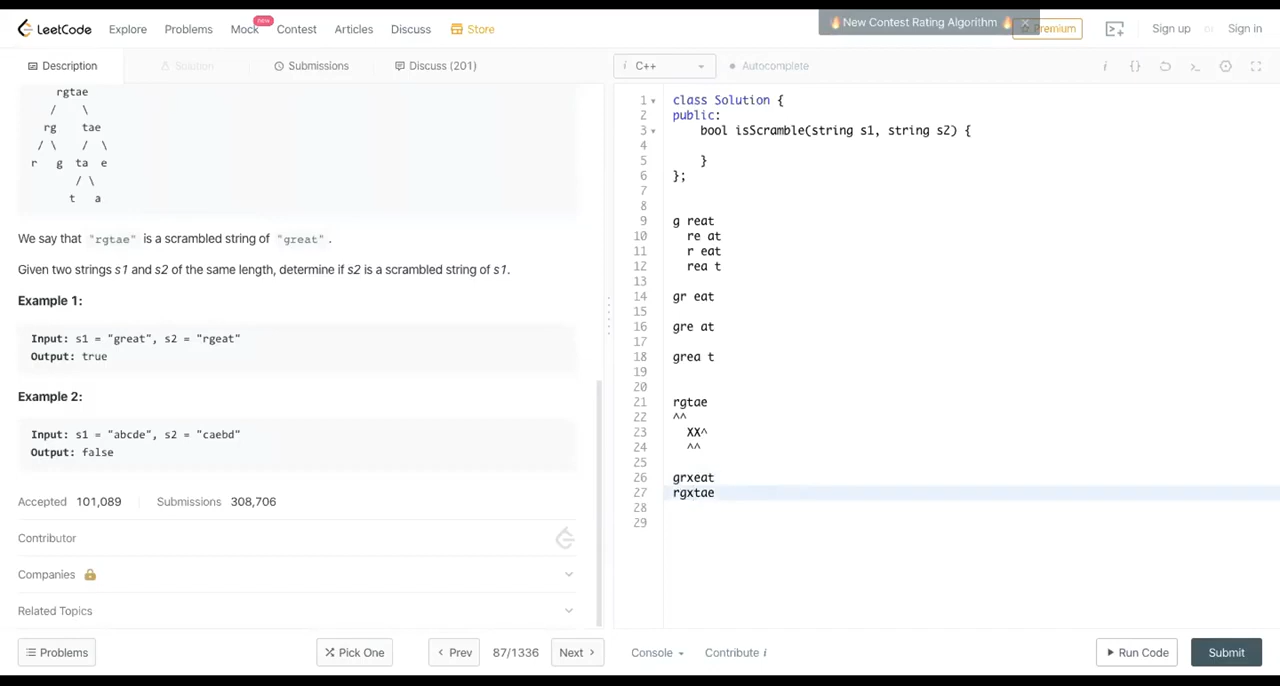 LeetCode Explore Problems Mock new Contest Articles Discuss Store 🔥New Contest Rating Algorithm 🔥 × Premium Sign up or Sign in
Description Solution Submissions Discuss (201)
rgtae
/ \
rg tae
/ \ / \
r g ta e
/ \
t a
We say that "rgtae" is a scrambled string of "great" .
Given two strings s1 and s2 of the same length, determine if s2 is a scrambled string of s1.
Example 1:
Input: s1 = "great", s2 = "rgeat"
Output: true
Example 2:
Input: s1 = "abcde", s2 = "caebd"
Output: false
Accepted 101,089 Submissions 308,706
Contributor
Companies
Related Topics
Problems Pick One < Prev 87/1336 Next >
i C++ Autocomplete i {} >_
1 class Solution {
2 public:
3 bool isScramble(string s1, string s2) {
4
5 }
6 };
7
8
9 g reat
10 re at
11 r eat
12 rea t
13
14 gr eat
15
16 gre at
17
18 grea t
19
20
21 rgtae
22 ^^
23 XX^
24 ^^
25
26 grxeat
27 rgxtae
28
29
Console Contribute i Run Code Submit